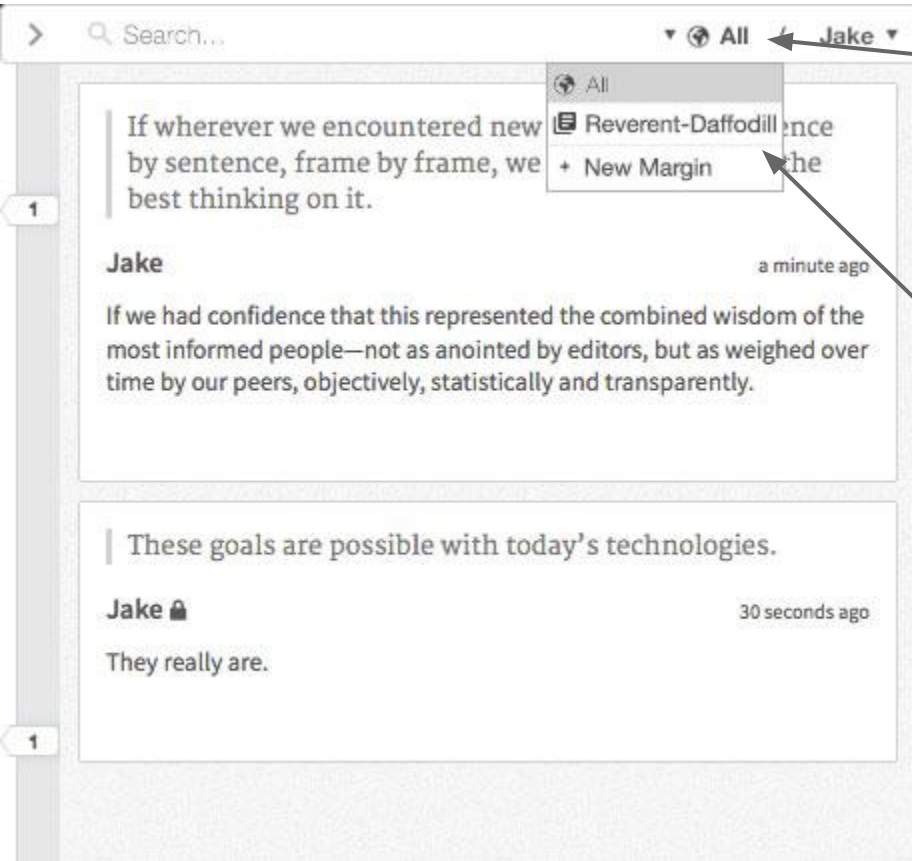 Search...
All / Jake
All
Reverent-Daffodill
+ New Margin
If wherever we encountered new ence
by sentence, frame by frame, we the
best thinking on it.
1
Jake
a minute ago
If we had confidence that this represented the combined wisdom of the
most informed people—not as anointed by editors, but as weighed over
time by our peers, objectively, statistically and transparently.
These goals are possible with today's technologies.
Jake
30 seconds ago
They really are.
1